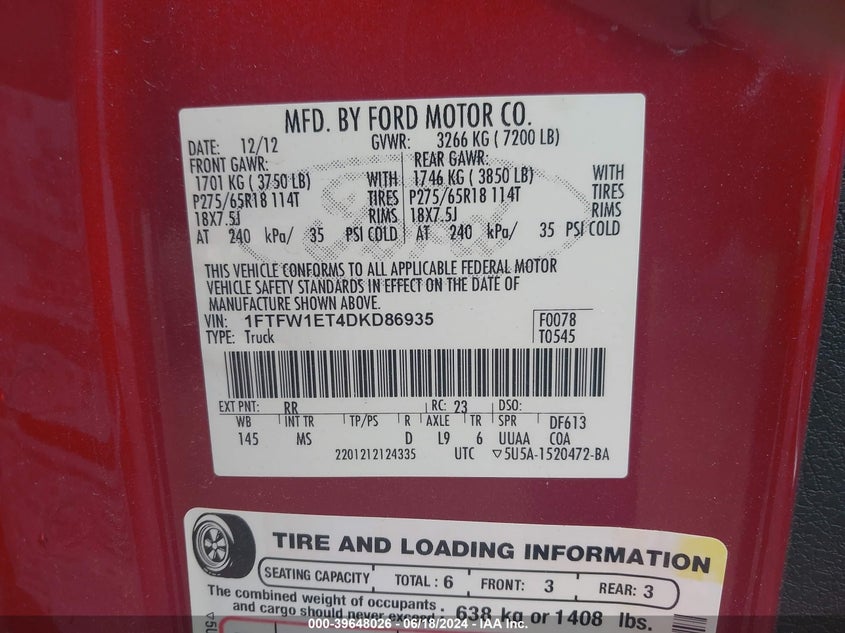 MFD. BY FORD MOTOR CO.
DATE: 12/12 GVWR: 3266 KG ( 7200 LB)
FRONT GAWR: REAR GAWR:
1701 KG ( 3750 LB) WITH 1746 KG ( 3850 LB) WITH
P275/65R18 114T TIRES P275/65R18 114T TIRES
18X7.5J RIMS 18X7.5J RIMS
AT 240 kPa/ 35 PSI COLD AT 240 kPa/ 35 PSI COLD
THIS VEHICLE CONFORMS TO ALL APPLICABLE FEDERAL MOTOR
VEHICLE SAFETY STANDARDS IN EFFECT ON THE DATE OF
MANUFACTURE SHOWN ABOVE.
VIN: 1FTFW1ET4DKD86935 F0078
TYPE: Truck T0545
EXT PNT: RR RC: 23 DSO:
WB INT TR TP/PS R AXLE TR SPR DF613
145 MS D L9 6 UUAA COA
2201212124335 UTC ▽5U5A-1520472-BA
TIRE AND LOADING INFORMATION
SEATING CAPACITY TOTAL : 6 FRONT: 3 REAR: 3
The combined weight of occupants
and cargo should never exceed : 638 kg or 1408 lbs.
▽5U
000-39648026 - 06/18/2024 - IAA Inc.